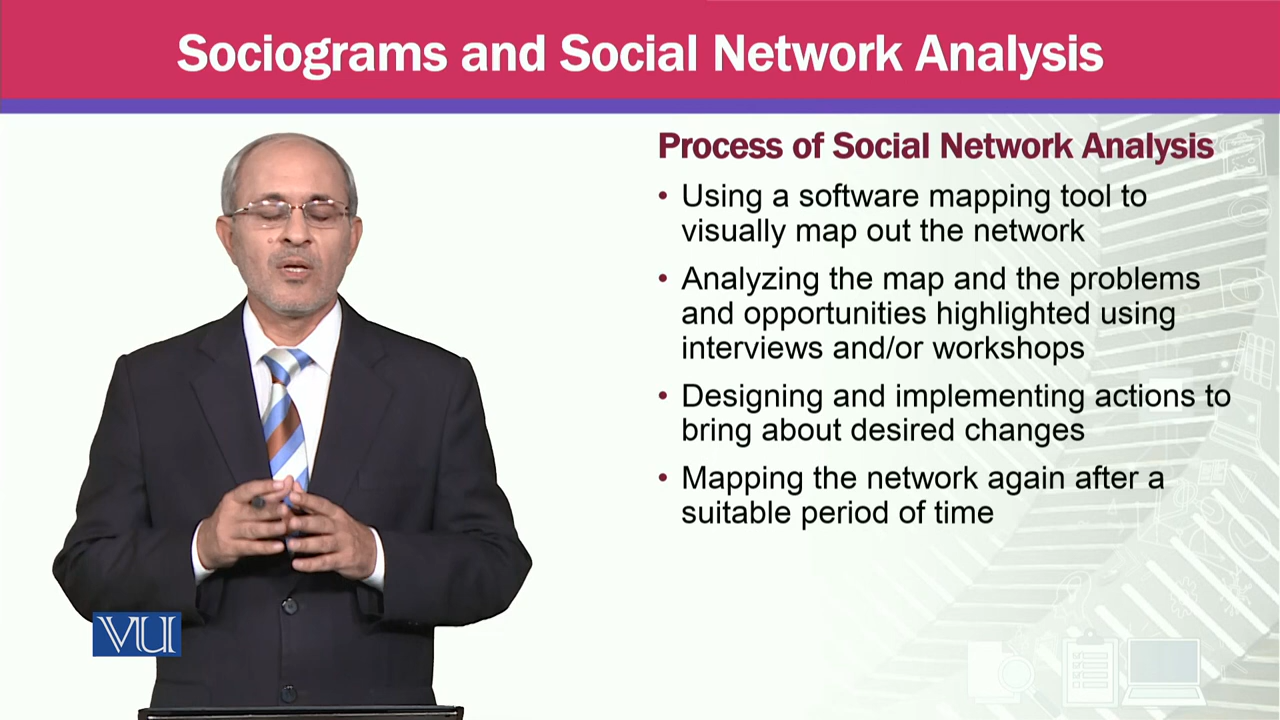 Sociograms and Social Network Analysis
Process of Social Network Analysis
• Using a software mapping tool to
visually map out the network
• Analyzing the map and the problems
and opportunities highlighted using
interviews and/or workshops
• Designing and implementing actions to
bring about desired changes
• Mapping the network again after a
suitable period of time
VU